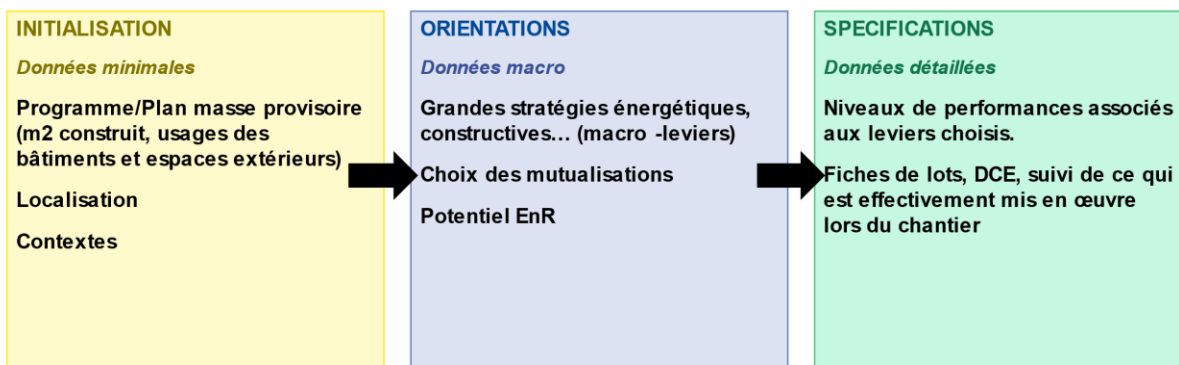 INITIALISATION
Données minimales
Programme/Plan masse provisoire
(m2 construit, usages des
bâtiments et espaces extérieurs)
Localisation
Contextes
ORIENTATIONS
Données macro
Grandes stratégies énergétiques,
constructives… (macro -leviers)
Choix des mutualisations
Potentiel EnR
SPECIFICATIONS
Données détaillées
Niveaux de performances associés
aux leviers choisis.
Fiches de lots, DCE, suivi de ce qui
est effectivement mis en œuvre
lors du chantier